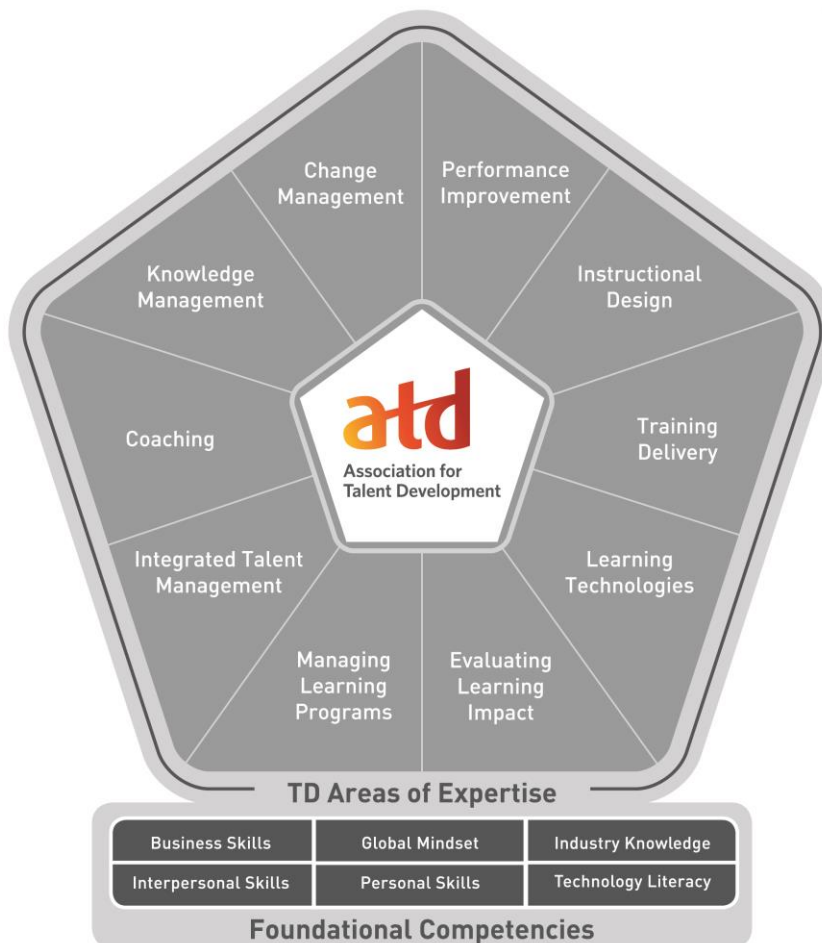 Change
Management
Performance
Improvement
Knowledge
Management
Instructional
Design
atd
Association for
Talent Development
Coaching
Training
Delivery
Integrated Talent
Management
Learning
Technologies
Managing
Learning
Programs
Evaluating
Learning
Impact
TD Areas of Expertise
Business Skills
Global Mindset
Industry Knowledge
Interpersonal Skills
Personal Skills
Technology Literacy
Foundational Competencies